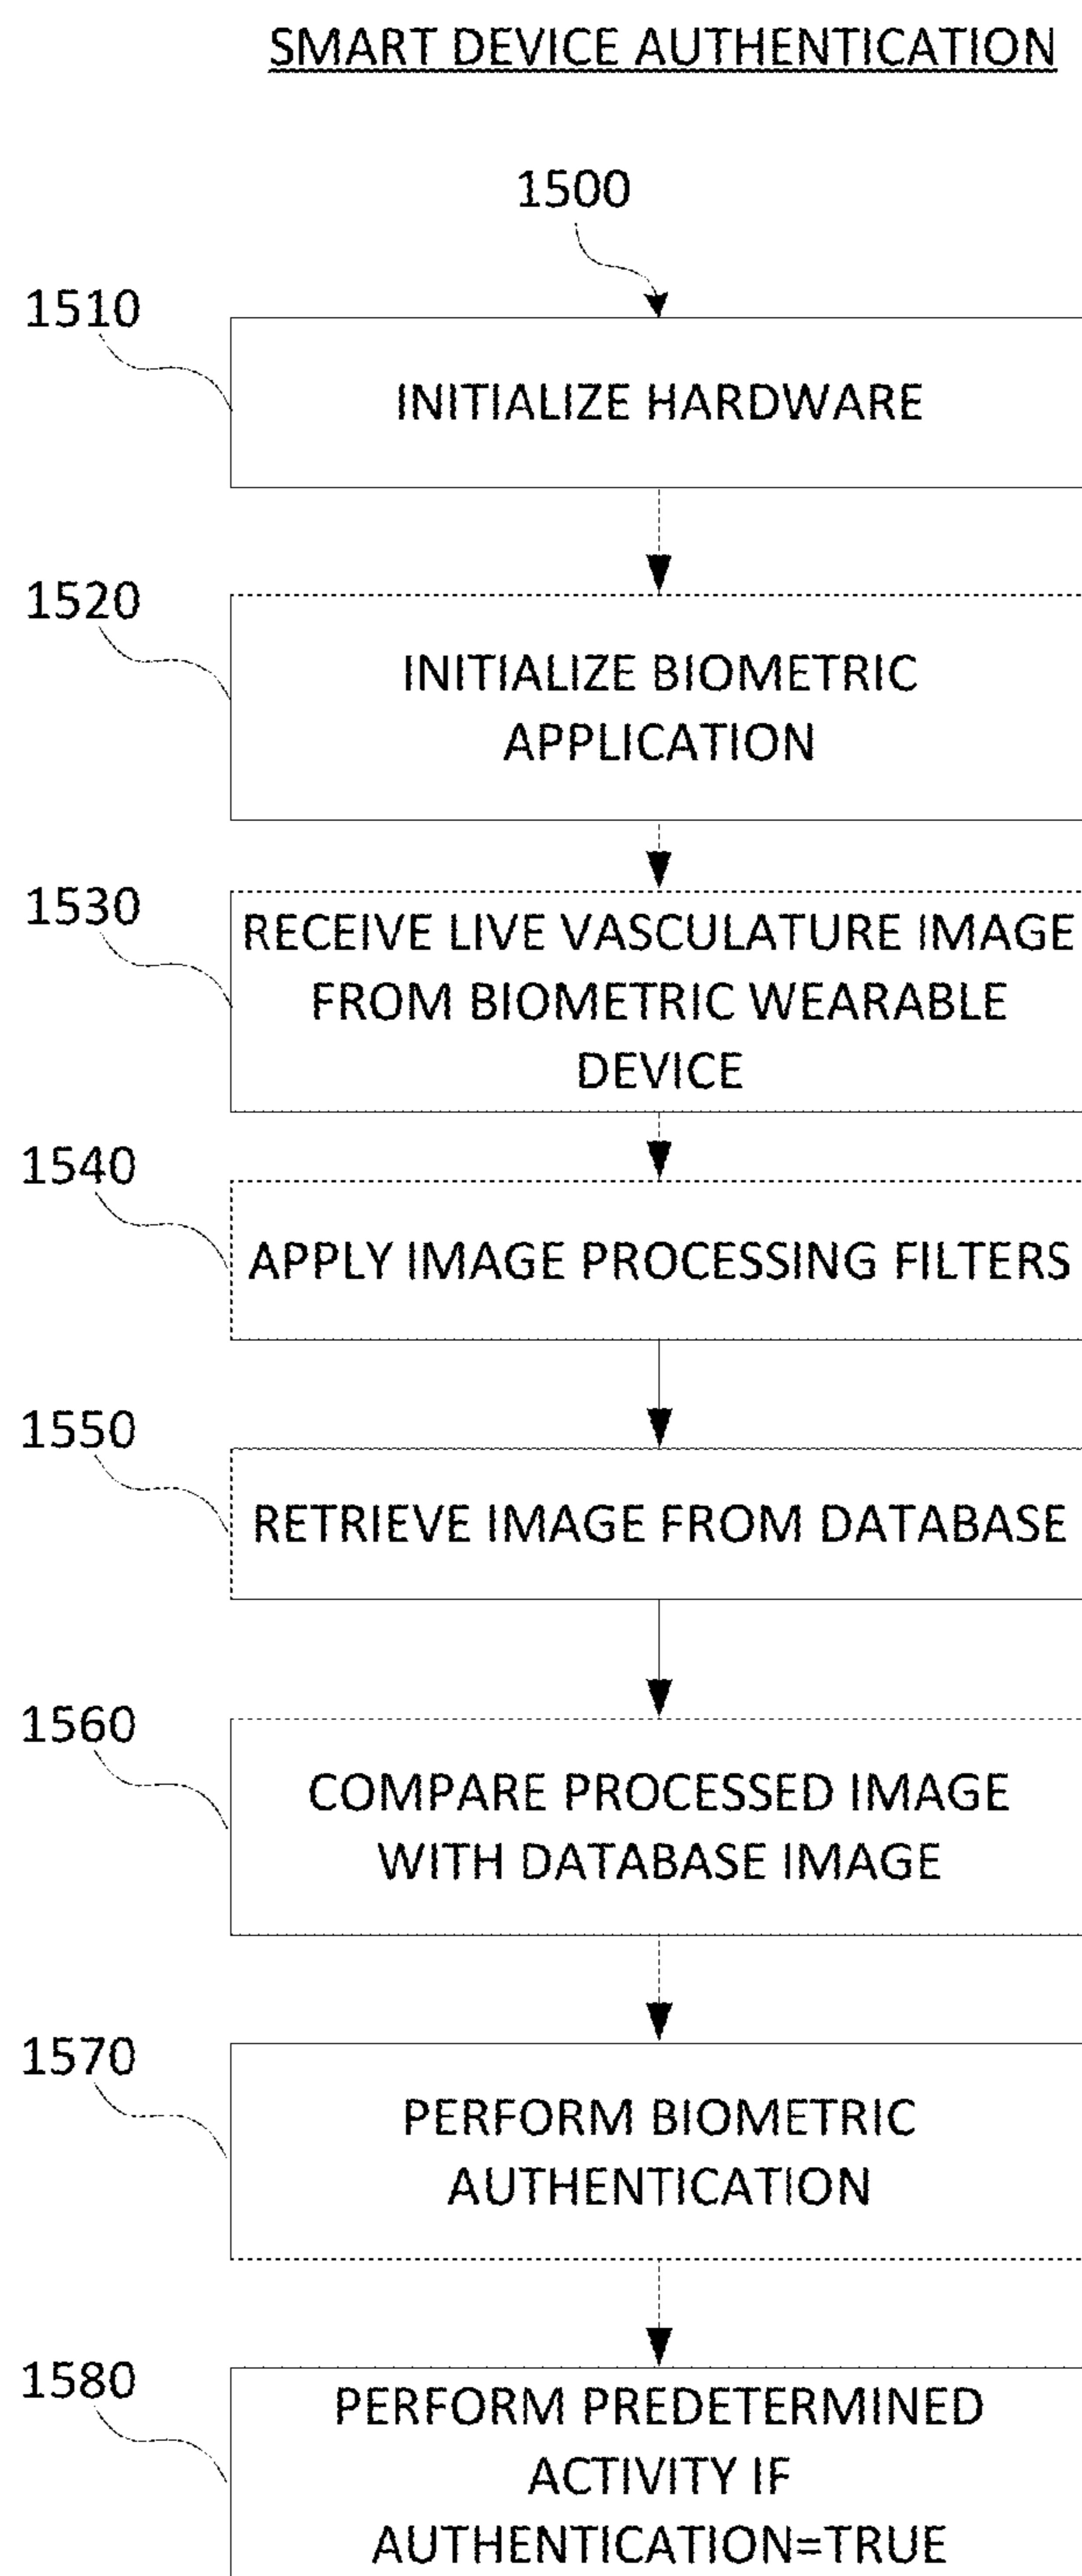 SMART DEVICE AUTHENTICATION
1500
1510
INITIALIZE HARDWARE
1520
INITIALIZE BIOMETRIC
APPLICATION
1530
RECEIVE LIVE VASCULATURE IMAGE
FROM BIOMETRIC WEARABLE
DEVICE
1540
APPLY IMAGE PROCESSING FILTERS
1550
RETRIEVE IMAGE FROM DATABASE
1560
COMPARE PROCESSED IMAGE
WITH DATABASE IMAGE
1570
PERFORM BIOMETRIC
AUTHENTICATION
1580
PERFORM PREDETERMINED
ACTIVITY IF
AUTHENTICATION=TRUE